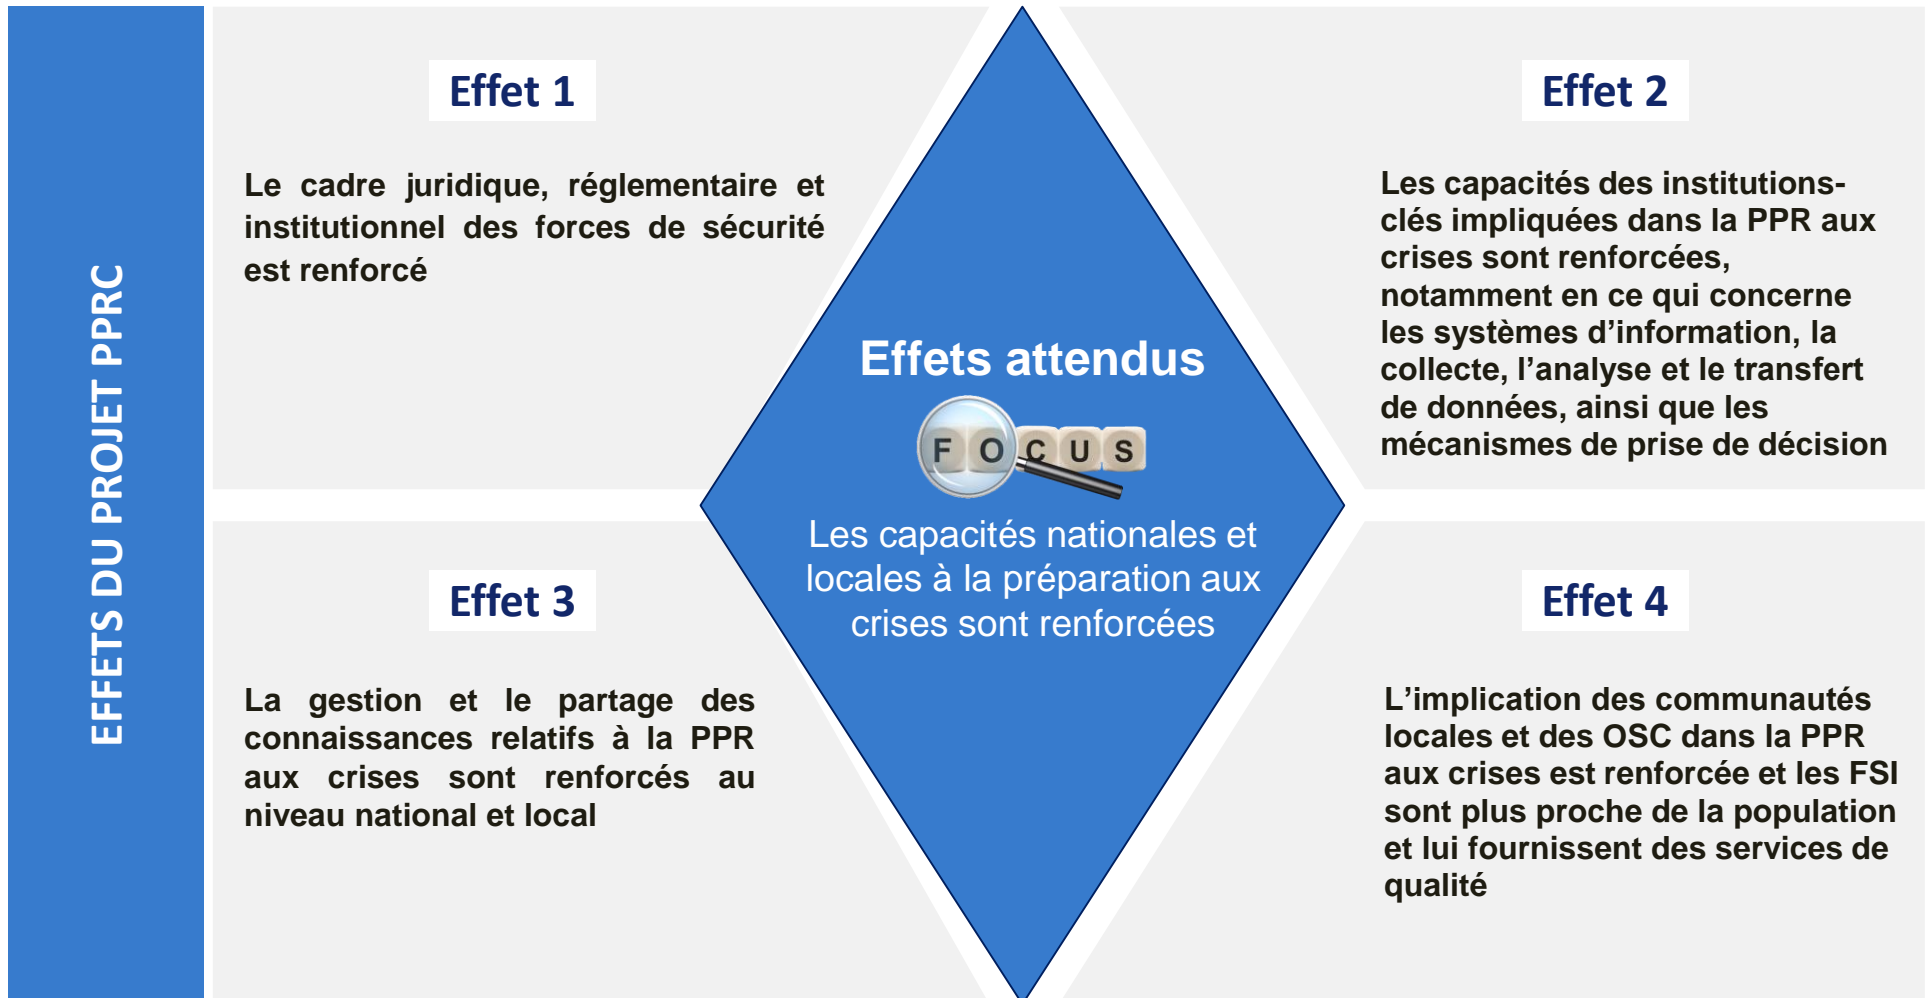 EFFETS DU PROJET PPRC
Effet 1
Le cadre juridique, réglementaire et
institutionnel des forces de sécurité
est renforcé
Effet 2
Les capacités des institutions-
clés impliquées dans la PPR aux
crises sont renforcées,
notamment en ce qui concerne
les systèmes d’information, la
collecte, l’analyse et le transfert
de données, ainsi que les
mécanismes de prise de décision
Effets attendus
FOCUS
Les capacités nationales et
locales à la préparation aux
crises sont renforcées
Effet 3
La gestion et le partage des
connaissances relatifs à la PPR
aux crises sont renforcés au
niveau national et local
Effet 4
L’implication des communautés
locales et des OSC dans la PPR
aux crises est renforcée et les FSI
sont plus proche de la population
et lui fournissent des services de
qualité